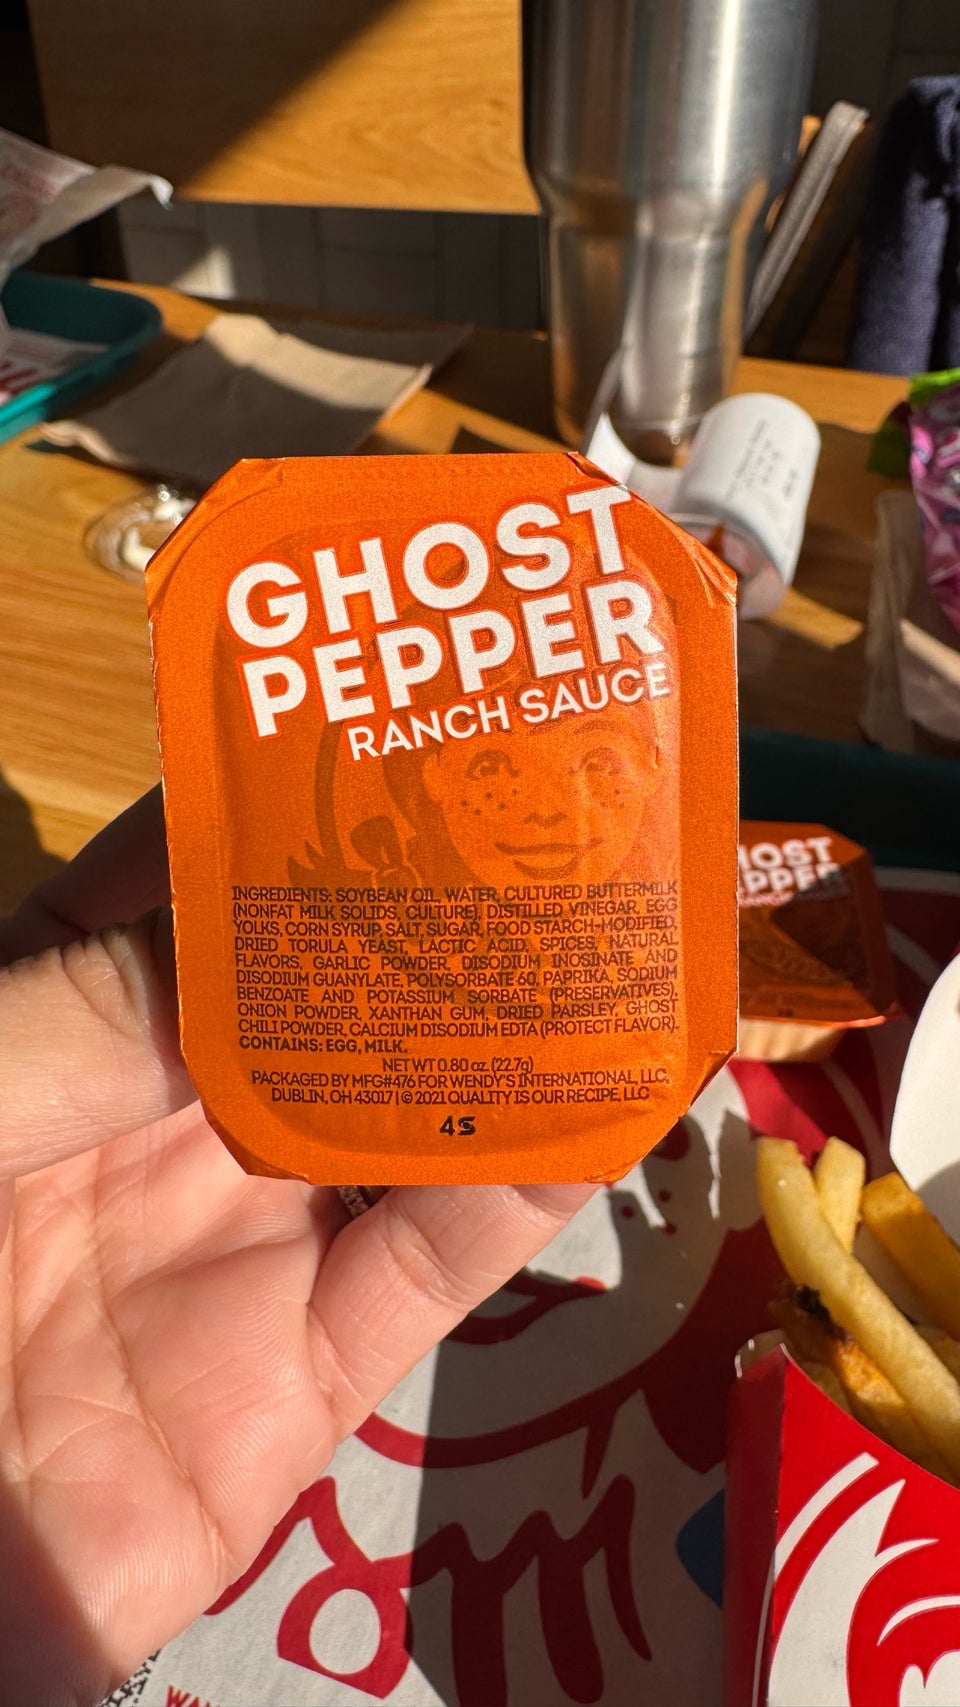 GHOST
PEPPER
RANCH SAUCE
INGREDIENTS: SOYBEAN OIL, WATER, CULTURED BUTTERMILK
(NONFAT MILK SOLIDS, CULTURE), DISTILLED VINEGAR, EGG
YOLKS, CORN SYRUP, SALT, SUGAR, FOOD STARCH-MODIFIED,
DRIED TORULA YEAST, LACTIC ACID, SPICES, NATURAL
FLAVORS, GARLIC POWDER, DISODIUM INOSINATE AND
DISODIUM GUANYLATE, POLYSORBATE 60, PAPRIKA, SODIUM
BENZOATE AND POTASSIUM SORBATE (PRESERVATIVES),
ONION POWDER, XANTHAN GUM, DRIED PARSLEY, GHOST
CHILI POWDER, CALCIUM DISODIUM EDTA (PROTECT FLAVOR).
CONTAINS: EGG, MILK.
NET WT 0.80 oz. (22.7g)
PACKAGED BY MFG#476 FOR WENDY'S INTERNATIONAL, LLC,
DUBLIN, OH 43017 | © 2021 QUALITY IS OUR RECIPE, LLC
4S
HOST
EPPER
RANCH